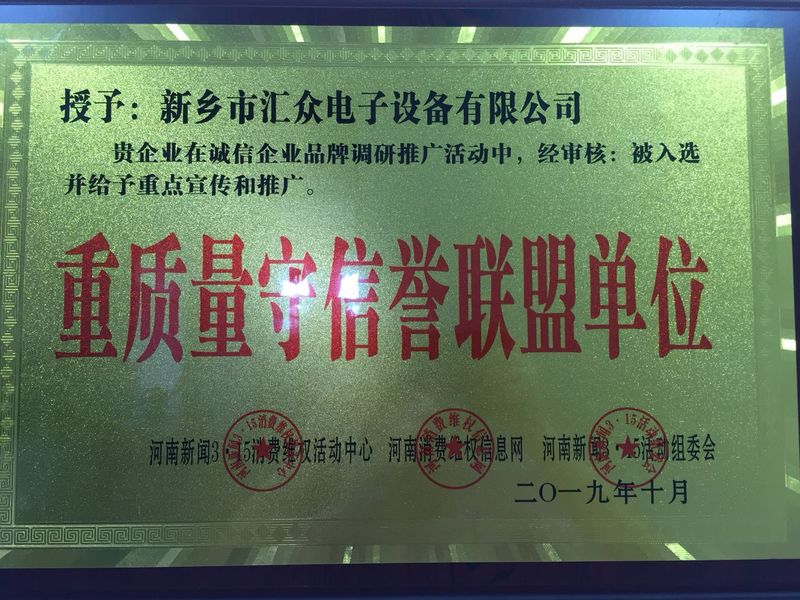 授予：新乡市汇众电子设备有限公司
贵企业在诚信企业品牌调研推广活动中，经审核：被入选
并给予重点宣传和推广。
重质量守信誉联盟单位
河南新闻3·15消费维权活动中心 河南消费维权信息网 河南新闻3·15活动组委会
二〇一九年十月